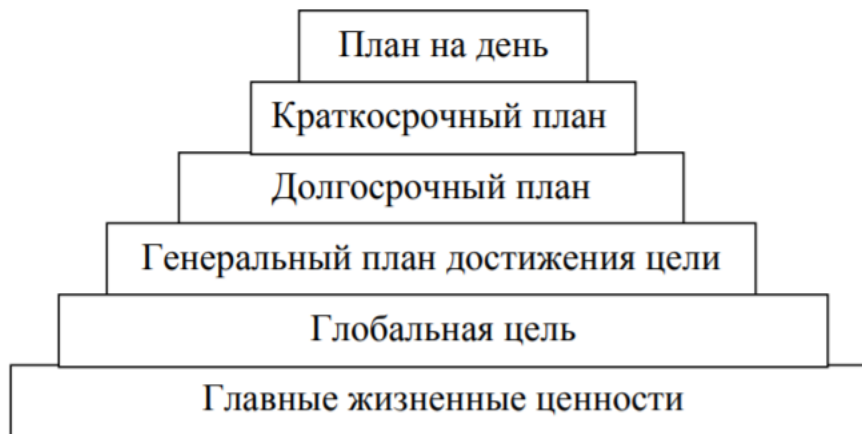 План на день
Краткосрочный план
Долгосрочный план
Генеральный план достижения цели
Глобальная цель
Главные жизненные ценности